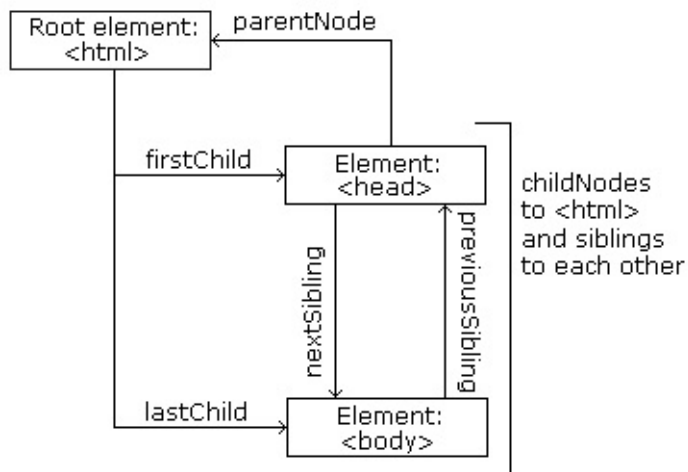 Root element:
<html>
parentNode
firstChild
Element:
<head>
childNodes
to <html>
and siblings
to each other
nextSibling
previousSibling
lastChild
Element:
<body>